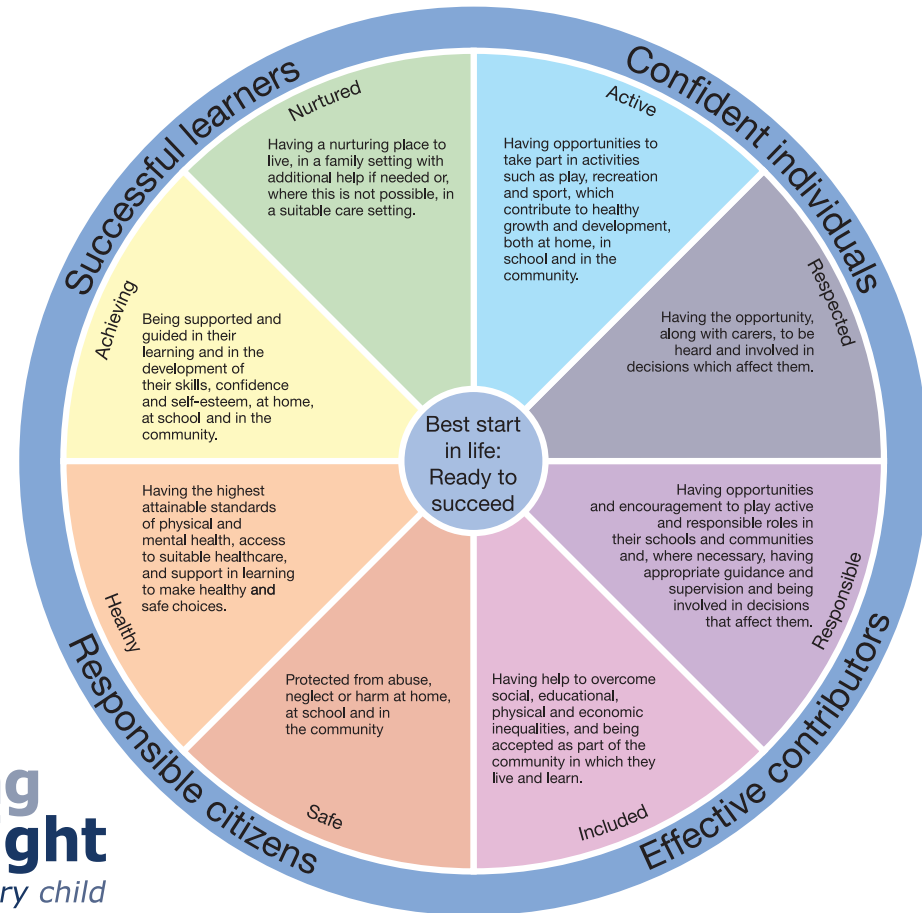 Successful learners
Confident individuals
Nurtured
Having a nurturing place to
live, in a family setting with
additional help if needed or,
where this is not possible, in
a suitable care setting.
Active
Having opportunities to
take part in activities
such as play, recreation
and sport, which
contribute to healthy
growth and development,
both at home, in
school and in the
community.
Achieving
Being supported and
guided in their
learning and in the
development of
their skills, confidence
and self-esteem, at home,
at school and in the
community.
Respected
Having the opportunity,
along with carers, to be
heard and involved in
decisions which affect them.
Best start
in life:
Ready to
succeed
Healthy
Having the highest
attainable standards
of physical and
mental health, access
to suitable healthcare,
and support in learning
to make healthy and
safe choices.
Responsible
Having opportunities
and encouragement to play active
and responsible roles in
their schools and communities
and, where necessary, having
appropriate guidance and
supervision and being
involved in decisions
that affect them.
Protected from abuse,
neglect or harm at home,
at school and in
the community
Safe
Having help to overcome
social, educational,
physical and economic
inequalities, and being
accepted as part of the
community in which they
live and learn.
Included
Responsible citizens
Effective contributors
g
ght
ry child